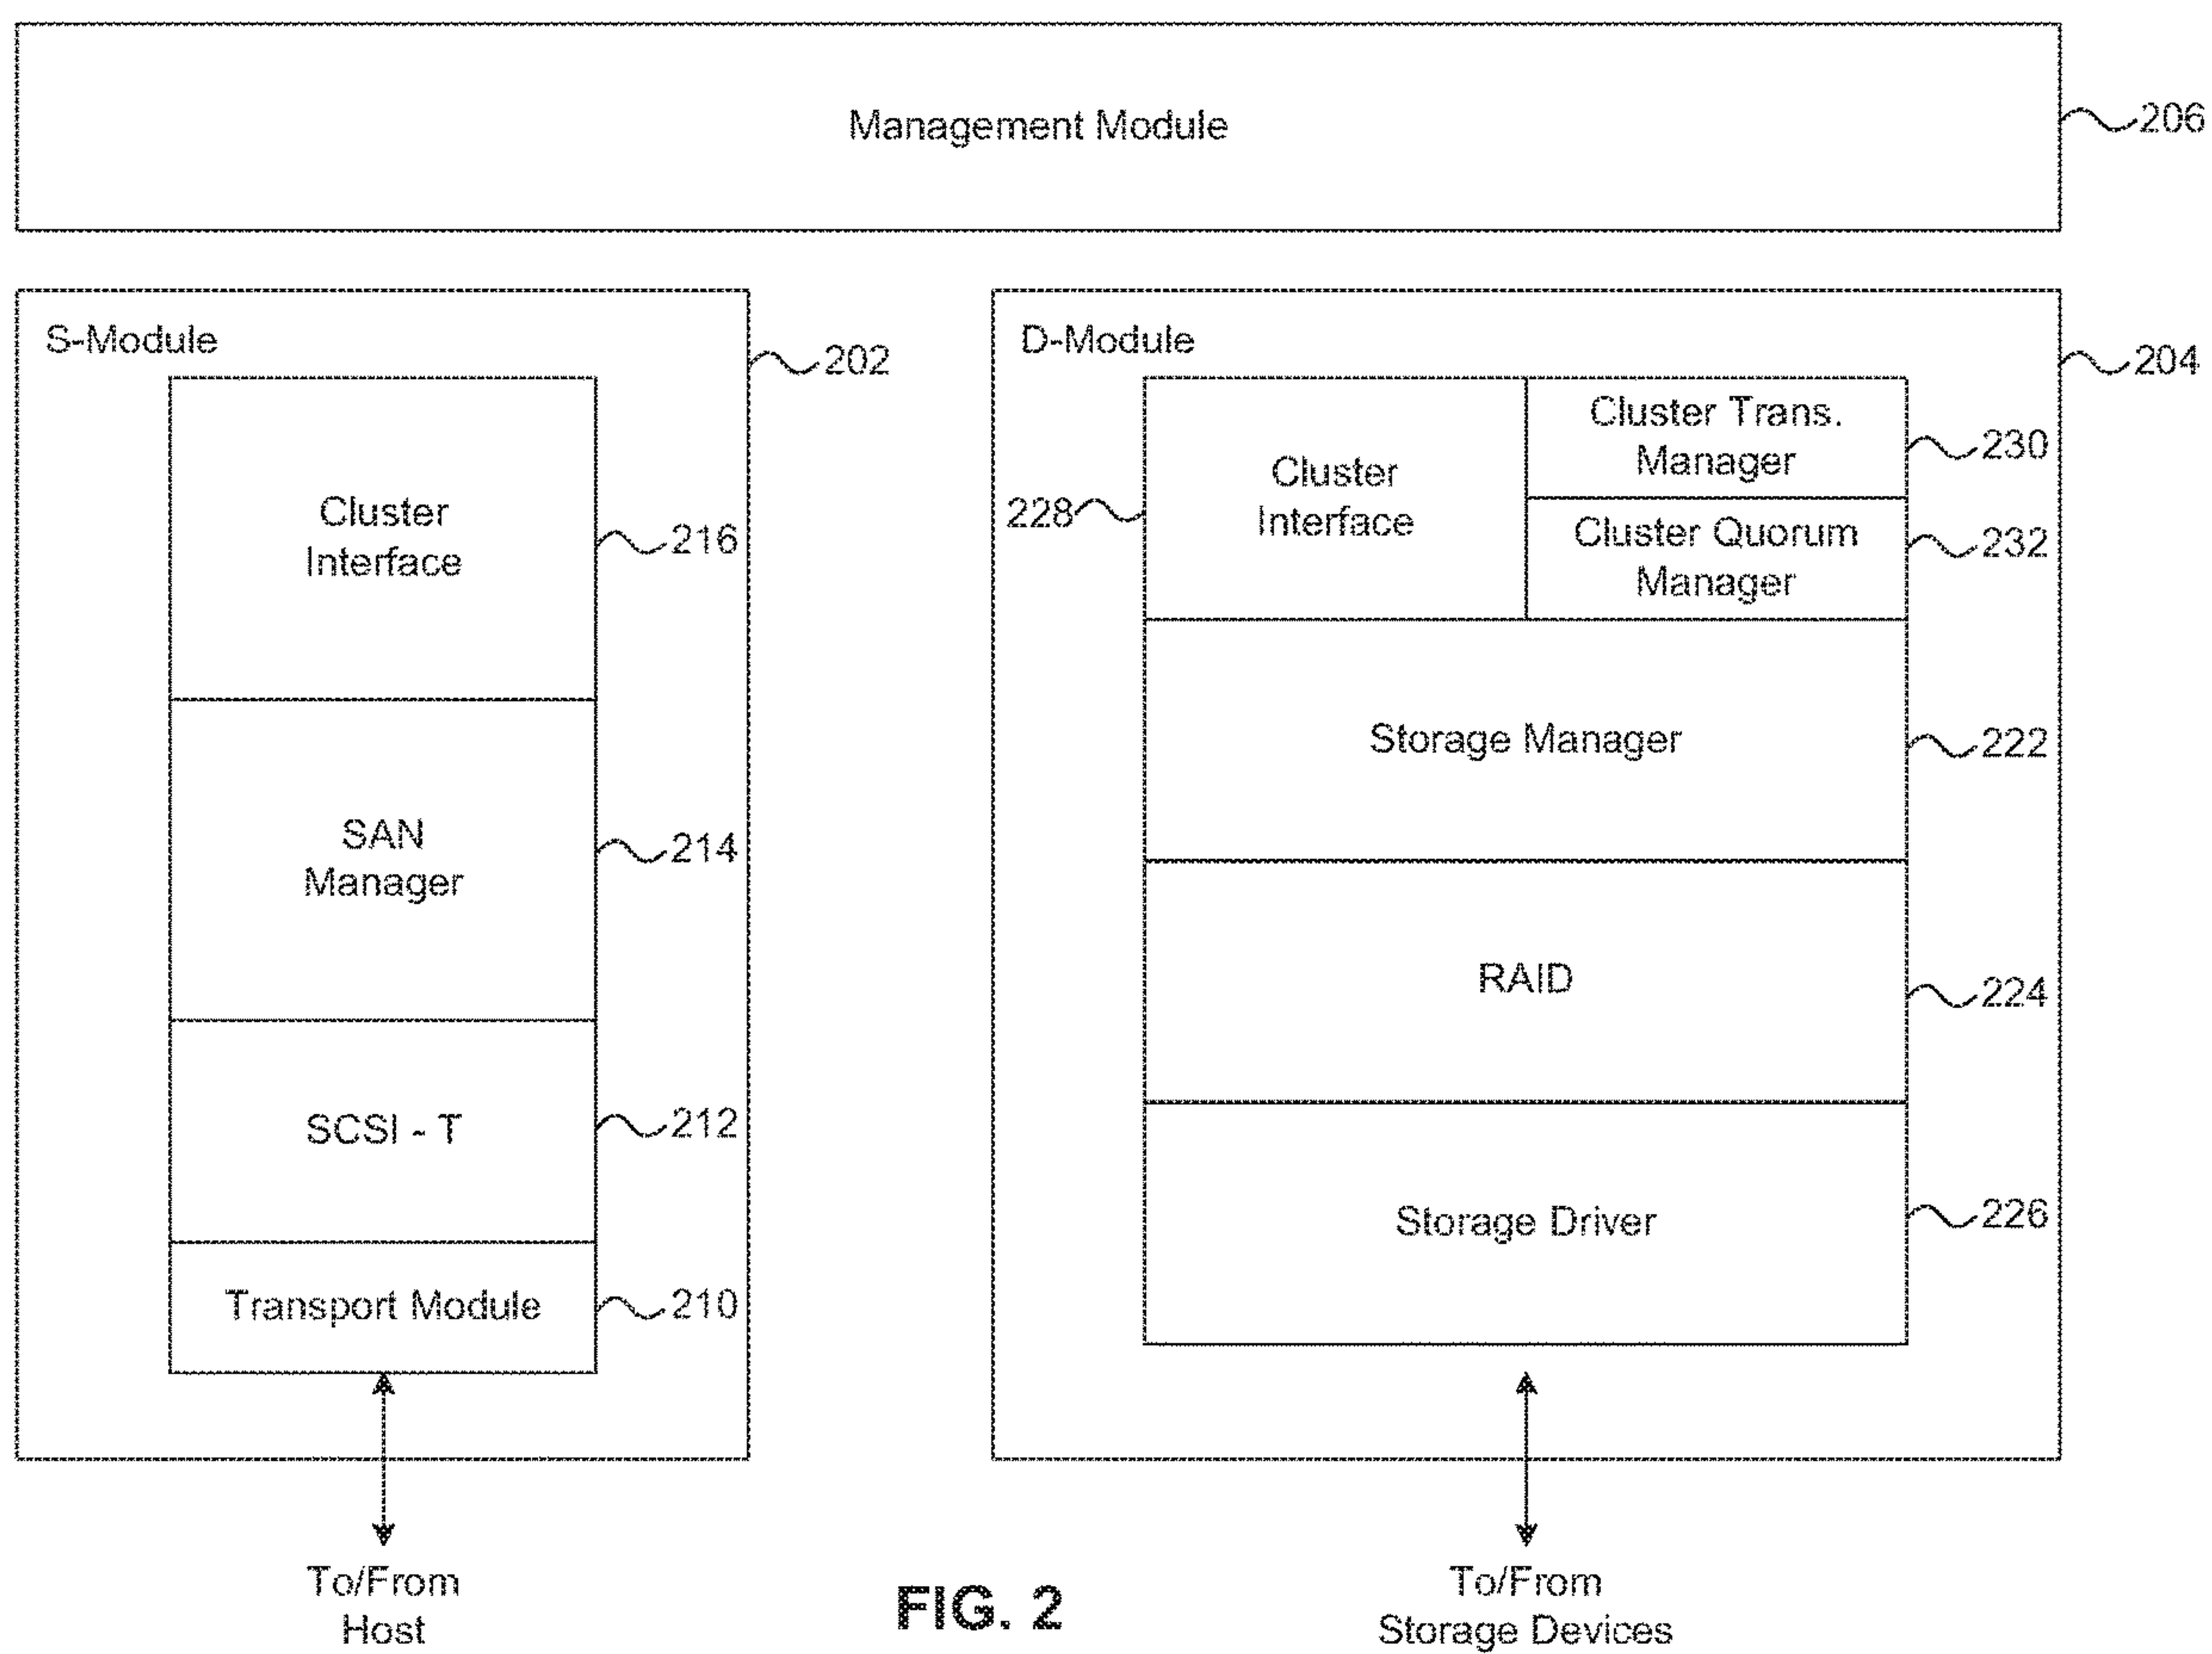 Management Module
206
S-Module
202
Cluster
Interface
216
SAN
Manager
214
SCSI - T
212
Transport Module
210
To/From
Host
D-Module
204
Cluster
Interface
228
Cluster Trans.
Manager
230
Cluster Quorum
Manager
232
Storage Manager
222
RAID
224
Storage Driver
226
To/From
Storage Devices
FIG. 2